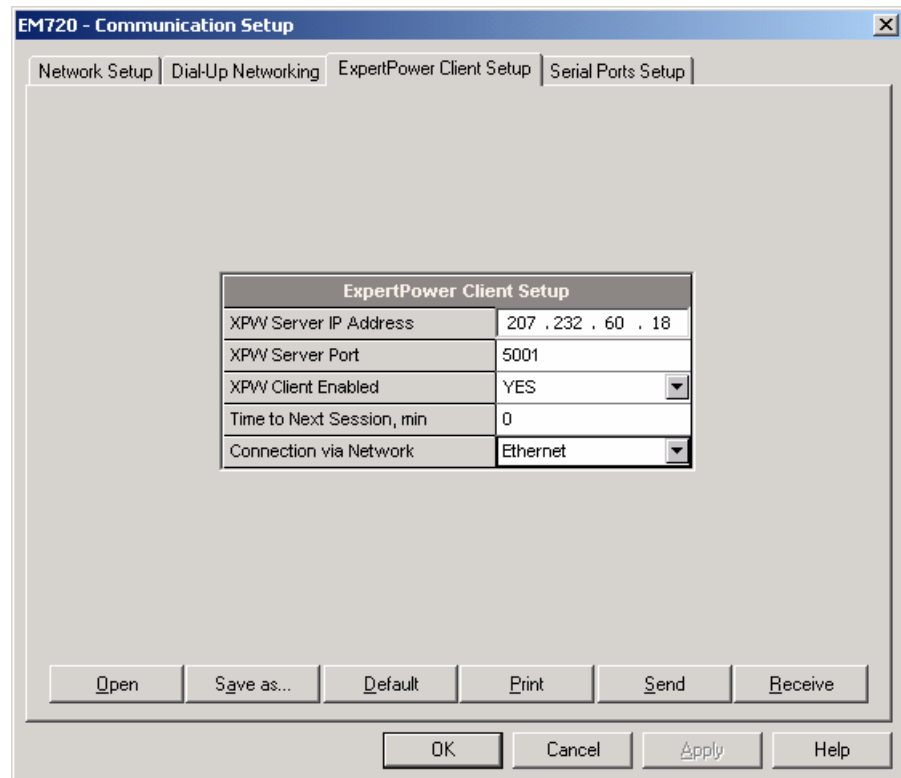 EM720 - Communication Setup
Network Setup Dial-Up Networking ExpertPower Client Setup Serial Ports Setup
ExpertPower Client Setup
XPW Server IP Address 207 . 232 . 60 . 18
XPW Server Port 5001
XPW Client Enabled YES
Time to Next Session, min 0
Connection via Network Ethernet
Open Save as... Default Print Send Receive
OK Cancel Apply Help